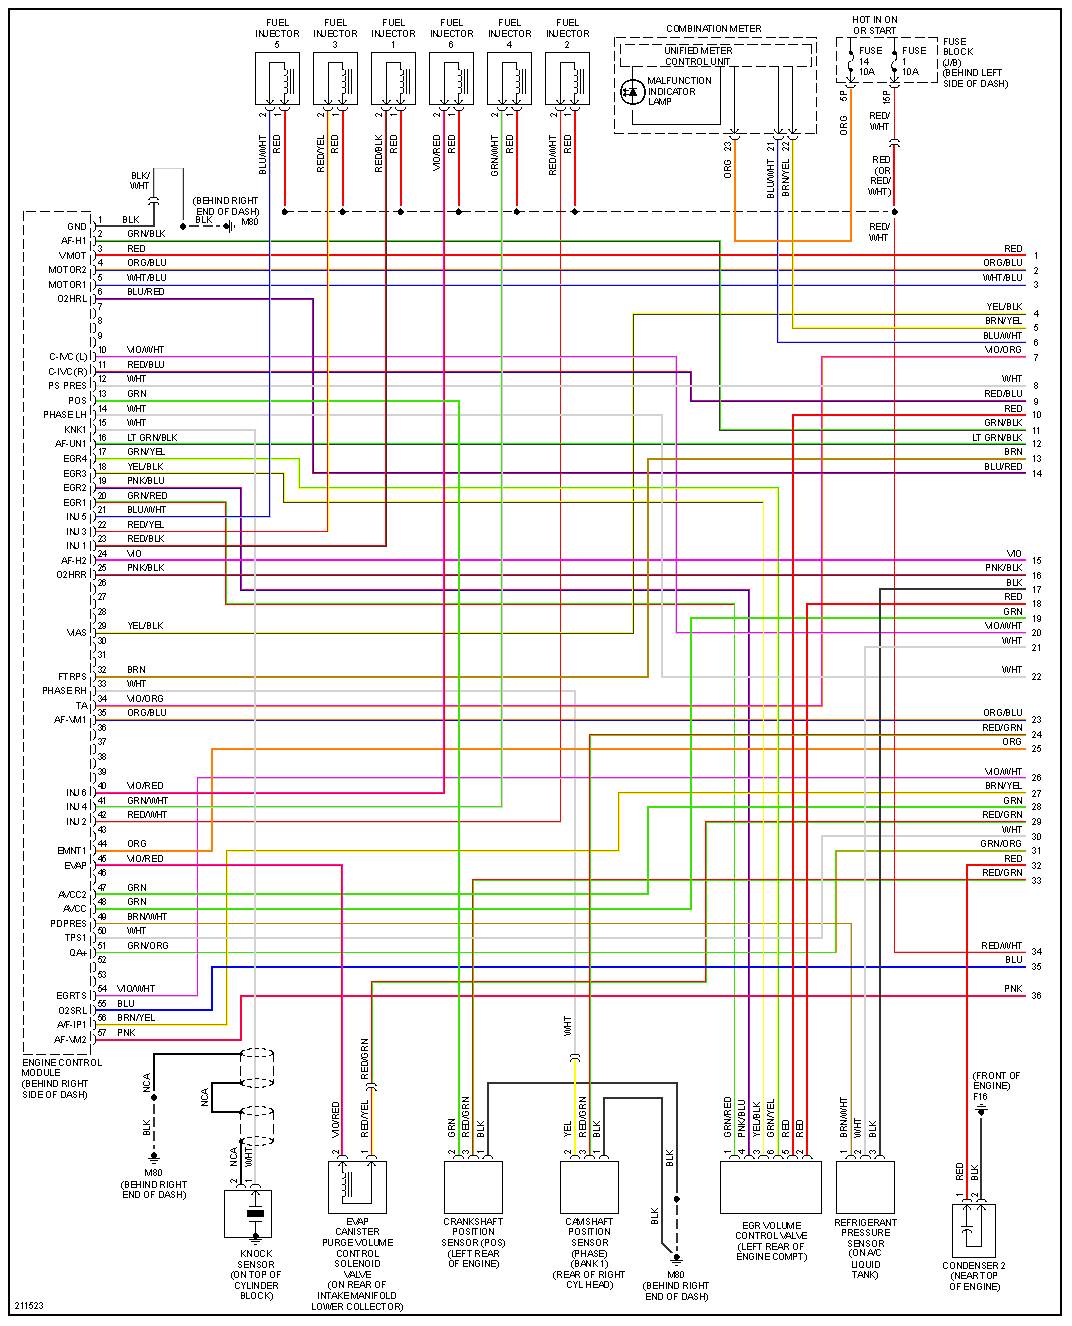 FUEL INJECTOR 5
FUEL INJECTOR 3
FUEL INJECTOR 1
FUEL INJECTOR 6
FUEL INJECTOR 4
FUEL INJECTOR 2
COMBINATION METER
UNIFIED METER
CONTROL UNIT
MALFUNCTION
INDICATOR
LAMP
HOT IN ON
OR START
FUSE
14
10A
FUSE
1
10A
FUSE
BLOCK
(J/B)
(BEHIND LEFT
SIDE OF DASH)
5P
15P
2 1 2 1 2 1 2 1 2 1 2 1
BLU/WHT
RED
RED/YEL
RED
RED/BLK
RED
VIO/RED
RED
GRN/WHT
RED
RED/WHT
RED
23
21
22
ORG
BLU/WHT
BRN/YEL
ORG
RED/
WHT
RED
(OR
RED/
WHT)
RED/
WHT
BLK/
WHT
(BEHIND RIGHT
END OF DASH)
BLK
M80
GND 1 BLK
AF-H1 2 GRN/BLK
VMOT 3 RED
MOTOR2 4 ORG/BLU
MOTOR1 5 WHT/BLU
O2HRL 6 BLU/RED
7
8
9
C-IVC (L) 10 VIO/WHT
C-IVC (R) 11 RED/BLU
PS PRES 12 WHT
POS 13 GRN
PHASE LH 14 WHT
KNK1 15 WHT
AF-UN1 16 LT GRN/BLK
EGR4 17 GRN/YEL
EGR3 18 YEL/BLK
EGR2 19 PNK/BLU
EGR1 20 GRN/RED
INJ 5 21 BLU/WHT
INJ 3 22 RED/YEL
INJ 1 23 RED/BLK
AF-H2 24 VIO
O2HRR 25 PNK/BLK
26
27
28
VIAS 29 YEL/BLK
30
31
FTRPS 32 BRN
PHASE RH 33 WHT
TA 34 VIO/ORG
AF-VM1 35 ORG/BLU
36
37
38
39
INJ 6 40 VIO/RED
INJ 4 41 GRN/WHT
INJ 2 42 RED/WHT
43
EMNT1 44 ORG
EVAP 45 VIO/RED
46
AVCC2 47 GRN
AVCC 48 GRN
PDPRES 49 BRN/WHT
TPS1 50 WHT
QA+ 51 GRN/ORG
52
53
EGRTS 54 VIO/WHT
O2SRL 55 BLU
A/F-IP1 56 BRN/YEL
AF-VM2 57 PNK
ENGINE CONTROL
MODULE
(BEHIND RIGHT
SIDE OF DASH)
RED 1
ORG/BLU 2
WHT/BLU 3
YEL/BLK 4
BRN/YEL 5
BLU/WHT 6
VIO/ORG 7
WHT 8
RED/BLU 9
RED 10
GRN/BLK 11
LT GRN/BLK 12
BRN 13
BLU/RED 14
VIO 15
PNK/BLK 16
BLK 17
RED 18
GRN 19
VIO/WHT 20
WHT 21
WHT 22
ORG/BLU 23
RED/GRN 24
ORG 25
VIO/WHT 26
BRN/YEL 27
GRN 28
RED/GRN 29
WHT 30
GRN/ORG 31
RED 32
RED/GRN 33
RED/WHT 34
BLU 35
PNK 36
NCA
BLK
M80
(BEHIND RIGHT
END OF DASH)
NCA
NCA
WHT
2 1
KNOCK
SENSOR
(ON TOP OF
CYLINDER
BLOCK)
RED/GRN
VIO/RED
RED/YEL
2 1
EVAP
CANISTER
PURGE VOLUME
CONTROL
SOLENOID
VALVE
(ON REAR OF
INTAKE MANIFOLD
LOWER COLLECTOR)
GRN
RED/GRN
BLK
2 3 1
CRANKSHAFT
POSITION
SENSOR (POS)
(LEFT REAR
OF ENGINE)
WHT
YEL
RED/GRN
BLK
2 3 1
CAMSHAFT
POSITION
SENSOR
(PHASE)
(BANK 1)
(REAR OF RIGHT
CYL HEAD)
BLK
BLK
M80
(BEHIND RIGHT
END OF DASH)
GRN/RED
PNK/BLU
YEL/BLK
GRN/YEL
RED
RED
1 4 3 6 5 2
EGR VOLUME
CONTROL VALVE
(LEFT REAR OF
ENGINE COMPT)
BRN/WHT
WHT
BLK
1 2 3
REFRIGERANT
PRESSURE
SENSOR
(ON A/C
LIQUID
TANK)
(FRONT OF
ENGINE)
F16
RED
BLK
1 2
CONDENSER 2
(NEAR TOP
OF ENGINE)
211523